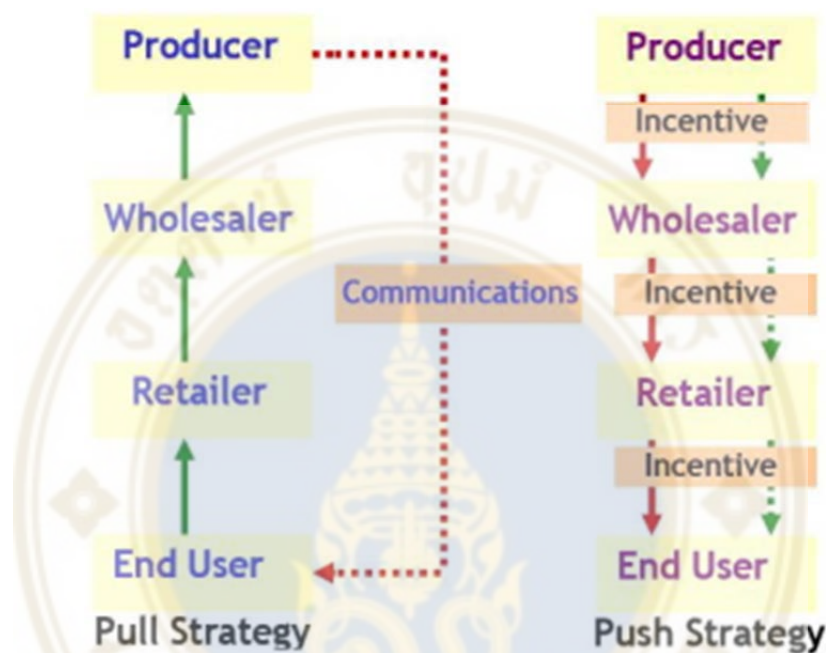 Producer
Wholesaler
Retailer
End User
Pull Strategy
Communications
Producer
Incentive
Wholesaler
Incentive
Retailer
Incentive
End User
Push Strategy